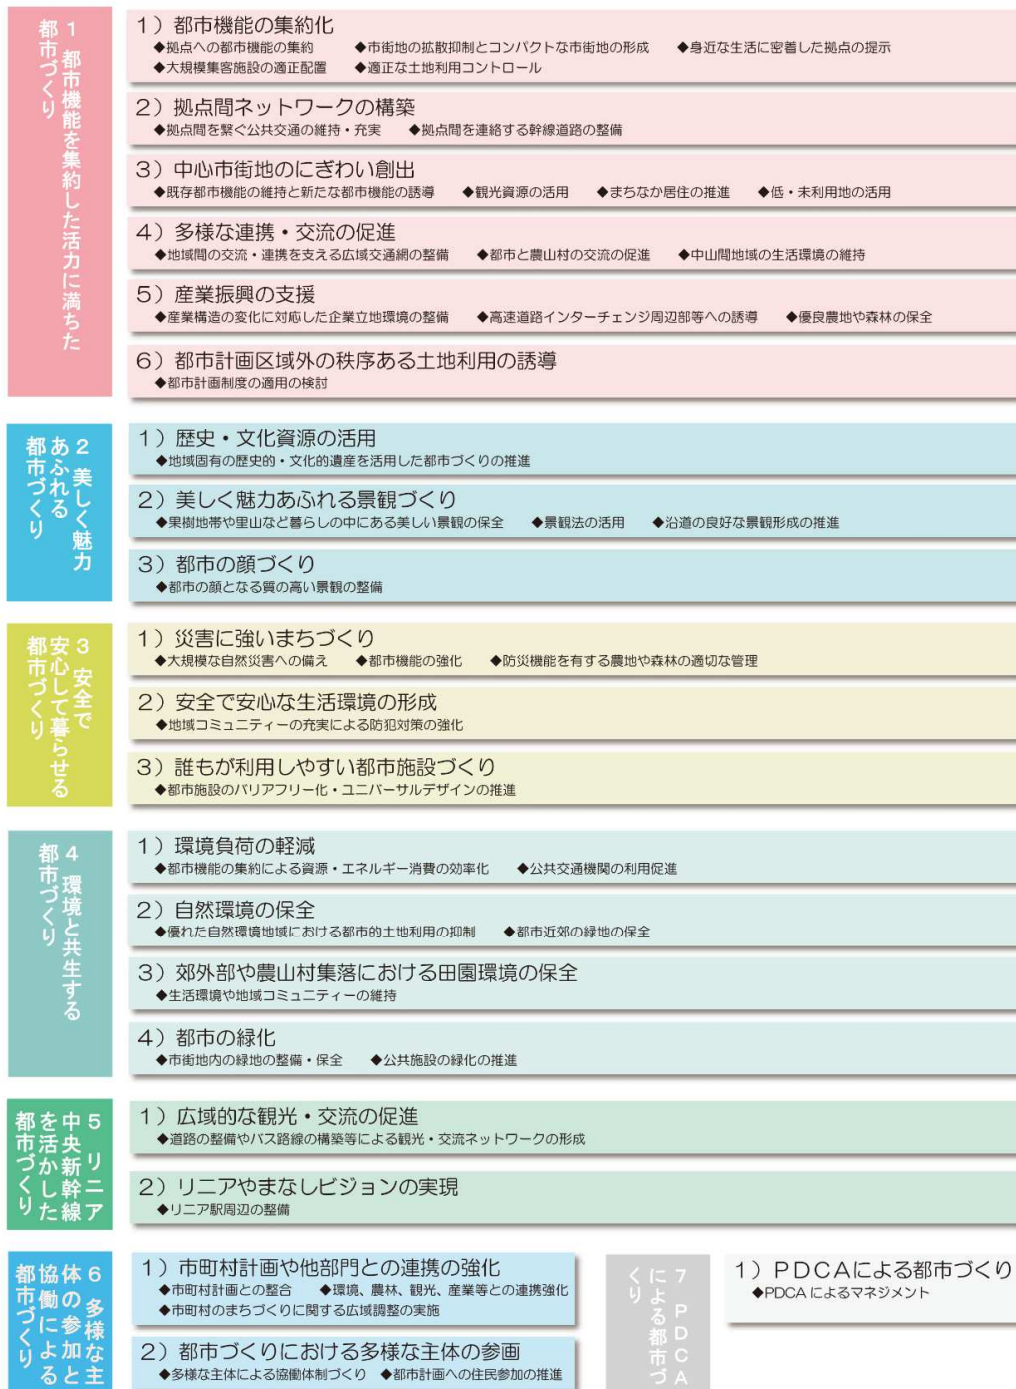 1 都市機能を集約した活力に満ちた
都市づくり
1）都市機能の集約化
◆拠点への都市機能の集約 ◆市街地の拡散抑制とコンパクトな市街地の形成 ◆身近な生活に密着した拠点の提示
◆大規模集客施設の適正配置 ◆適正な土地利用コントロール
2）拠点間ネットワークの構築
◆拠点間を繋ぐ公共交通の維持・充実 ◆拠点間を連絡する幹線道路の整備
3）中心市街地のにぎわい創出
◆既存都市機能の維持と新たな都市機能の誘導 ◆観光資源の活用 ◆まちなか居住の推進 ◆低・未利用地の活用
4）多様な連携・交流の促進
◆地域間の交流・連携を支える広域交通網の整備 ◆都市と農山村の交流の促進 ◆中山間地域の生活環境の維持
5）産業振興の支援
◆産業構造の変化に対応した企業立地環境の整備 ◆高速道路インターチェンジ周辺部等への誘導 ◆優良農地や森林の保全
6）都市計画区域外の秩序ある土地利用の誘導
◆都市計画制度の適用の検討
2 美しく魅力
あふれる
都市づくり
1）歴史・文化資源の活用
◆地域固有の歴史的・文化的遺産を活用した都市づくりの推進
2）美しく魅力あふれる景観づくり
◆果樹地帯や里山など暮らしの中にある美しい景観の保全 ◆景観法の活用 ◆沿道の良好な景観形成の推進
3）都市の顔づくり
◆都市の顔となる質の高い景観の整備
3 安全で
安心して暮らせる
都市づくり
1）災害に強いまちづくり
◆大規模な自然災害への備え ◆都市機能の強化 ◆防災機能を有する農地や森林の適切な管理
2）安全で安心な生活環境の形成
◆地域コミュニティーの充実による防犯対策の強化
3）誰もが利用しやすい都市施設づくり
◆都市施設のバリアフリー化・ユニバーサルデザインの推進
4 環境と共生する
都市づくり
1）環境負荷の軽減
◆都市機能の集約による資源・エネルギー消費の効率化 ◆公共交通機関の利用促進
2）自然環境の保全
◆優れた自然環境地域における都市的土地利用の抑制 ◆都市近郊の緑地の保全
3）郊外部や農山村集落における田園環境の保全
◆生活環境や地域コミュニティーの維持
4）都市の緑化
◆市街地内の緑地の整備・保全 ◆公共施設の緑化の推進
5 リニア
中央新幹線
を活かした
都市づくり
1）広域的な観光・交流の促進
◆道路の整備やバス路線の構築等による観光・交流ネットワークの形成
2）リニアやまなしビジョンの実現
◆リニア駅周辺の整備
6 多様な主
体の参加と
協働による
都市づくり
1）市町村計画や他部門との連携の強化
◆市町村計画との整合 ◆環境、農林、観光、産業等との連携強化
◆市町村のまちづくりに関する広域調整の実施
2）都市づくりにおける多様な主体の参画
◆多様な主体による協働体制づくり ◆都市計画への住民参加の推進
7 PDCA
による都市づ
くり
1）PDCAによる都市づくり
◆PDCAによるマネジメント